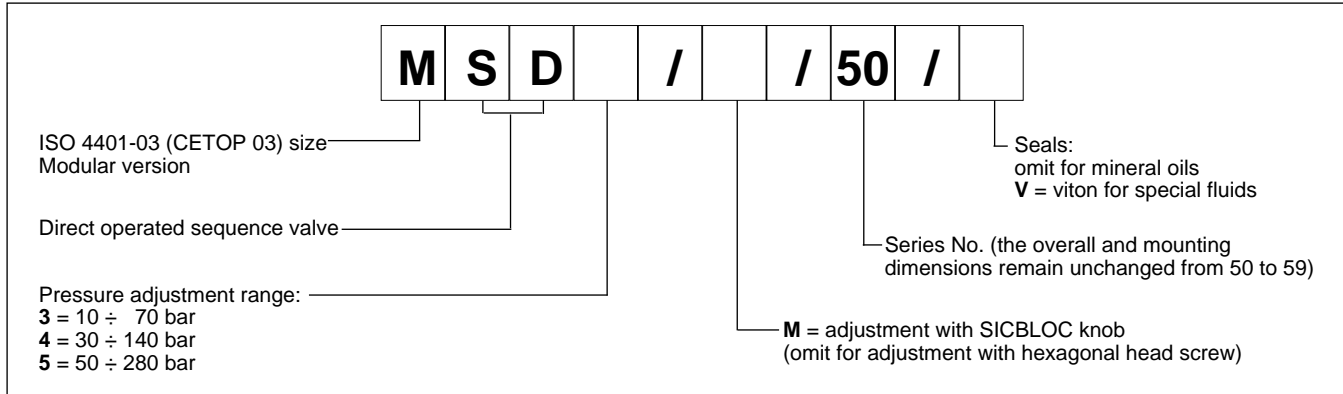 M S D / / 50 /
ISO 4401-03 (CETOP 03) size
Modular version
Direct operated sequence valve
Pressure adjustment range:
3 = 10 ÷ 70 bar
4 = 30 ÷ 140 bar
5 = 50 ÷ 280 bar
Seals:
omit for mineral oils
V = viton for special fluids
Series No. (the overall and mounting
dimensions remain unchanged from 50 to 59)
M = adjustment with SICBLOC knob
(omit for adjustment with hexagonal head screw)